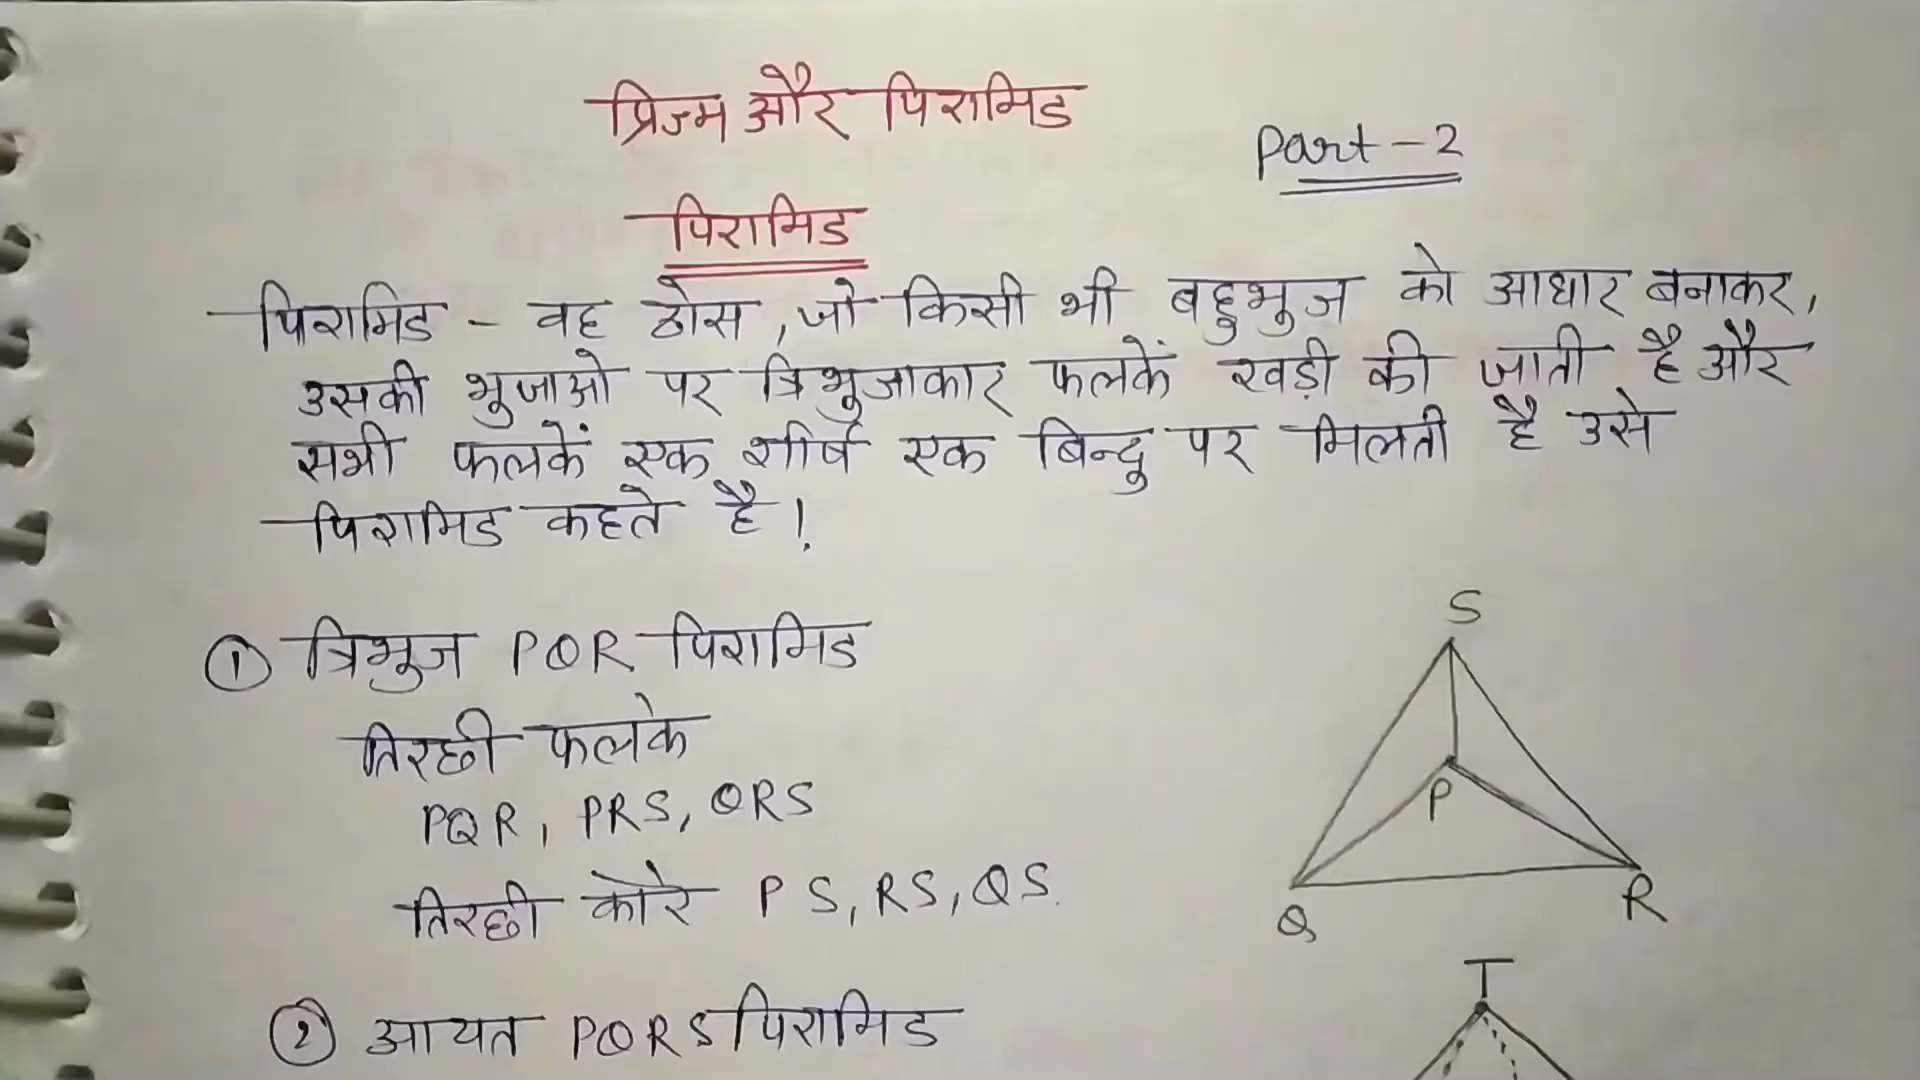 प्रिज्म और पिरामिड
Part - 2
पिरामिड
पिरामिड - वह ठोस, जो किसी भी बहुभुज को आधार बनाकर,
उसकी भुजाओ पर त्रिभुजाकार फलकें खड़ी की जाती है और
सभी फलकें एक शीर्ष एक बिन्दु पर मिलती है उसे
पिरामिड कहते है!
① त्रिभुज PQR पिरामिड
तिरछी फलके
PQR, PRS, QRS
तिरछी कोरे PS, RS, QS.
② आयत PQRS पिरामिड
S
P
Q
R
T